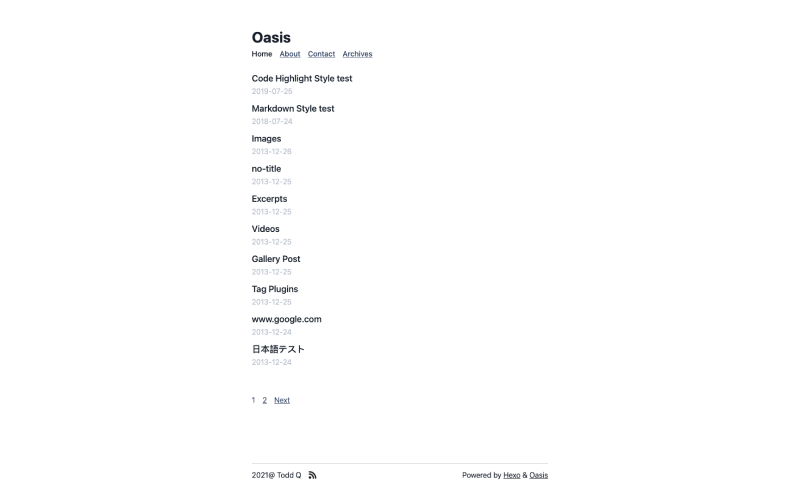 Oasis
Home About Contact Archives
Code Highlight Style test
2019-07-25
Markdown Style test
2018-07-24
Images
2013-12-26
no-title
2013-12-25
Excerpts
2013-12-25
Videos
2013-12-25
Gallery Post
2013-12-25
Tag Plugins
2013-12-25
www.google.com
2013-12-24
日本語テスト
2013-12-24
1 2 Next
2021@ Todd Q Powered by Hexo & Oasis